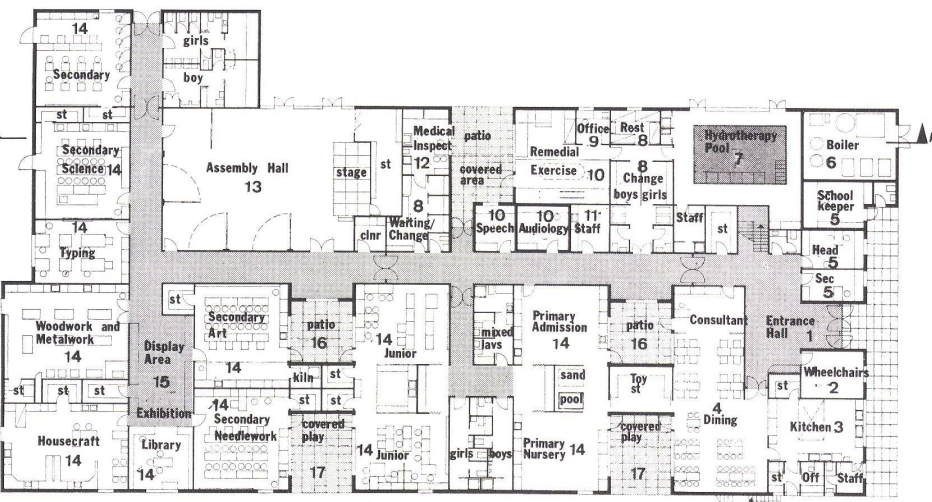 14
Secondary
girls
boy
st
st
Secondary
Science 14
14
Typing
Assembly Hall
13
stage
st
Medical
Inspect
12
8
clnr
Waiting/
Change
patio
covered
area
Remedial
Exercise
10
Office
9
Rest
8
8
Change
boys girls
Hydrotherapy
Pool
7
Boiler
6
School
keeper
5
10
Speech
10
Audiology
11
Staff
Staff
st
Head
5
Sec
5
st
Woodwork and
Metalwork
14
Display
Area
15
Exhibition
Secondary
Art
14
patio
16
14
Junior
mixed
lavs
Primary
Admission
14
patio
16
Consultant
Entrance
Hall
1
st
st
st
kiln
st
st
st
sand
pool
Toy
st
4
Dining
Wheelchairs
2
st
Kitchen 3
Housecraft
14
Library
14
14
Secondary
Needlework
covered
play
17
14
Junior
girls
boys
Primary
Nursery
14
covered
play
17
st
Off
Staff